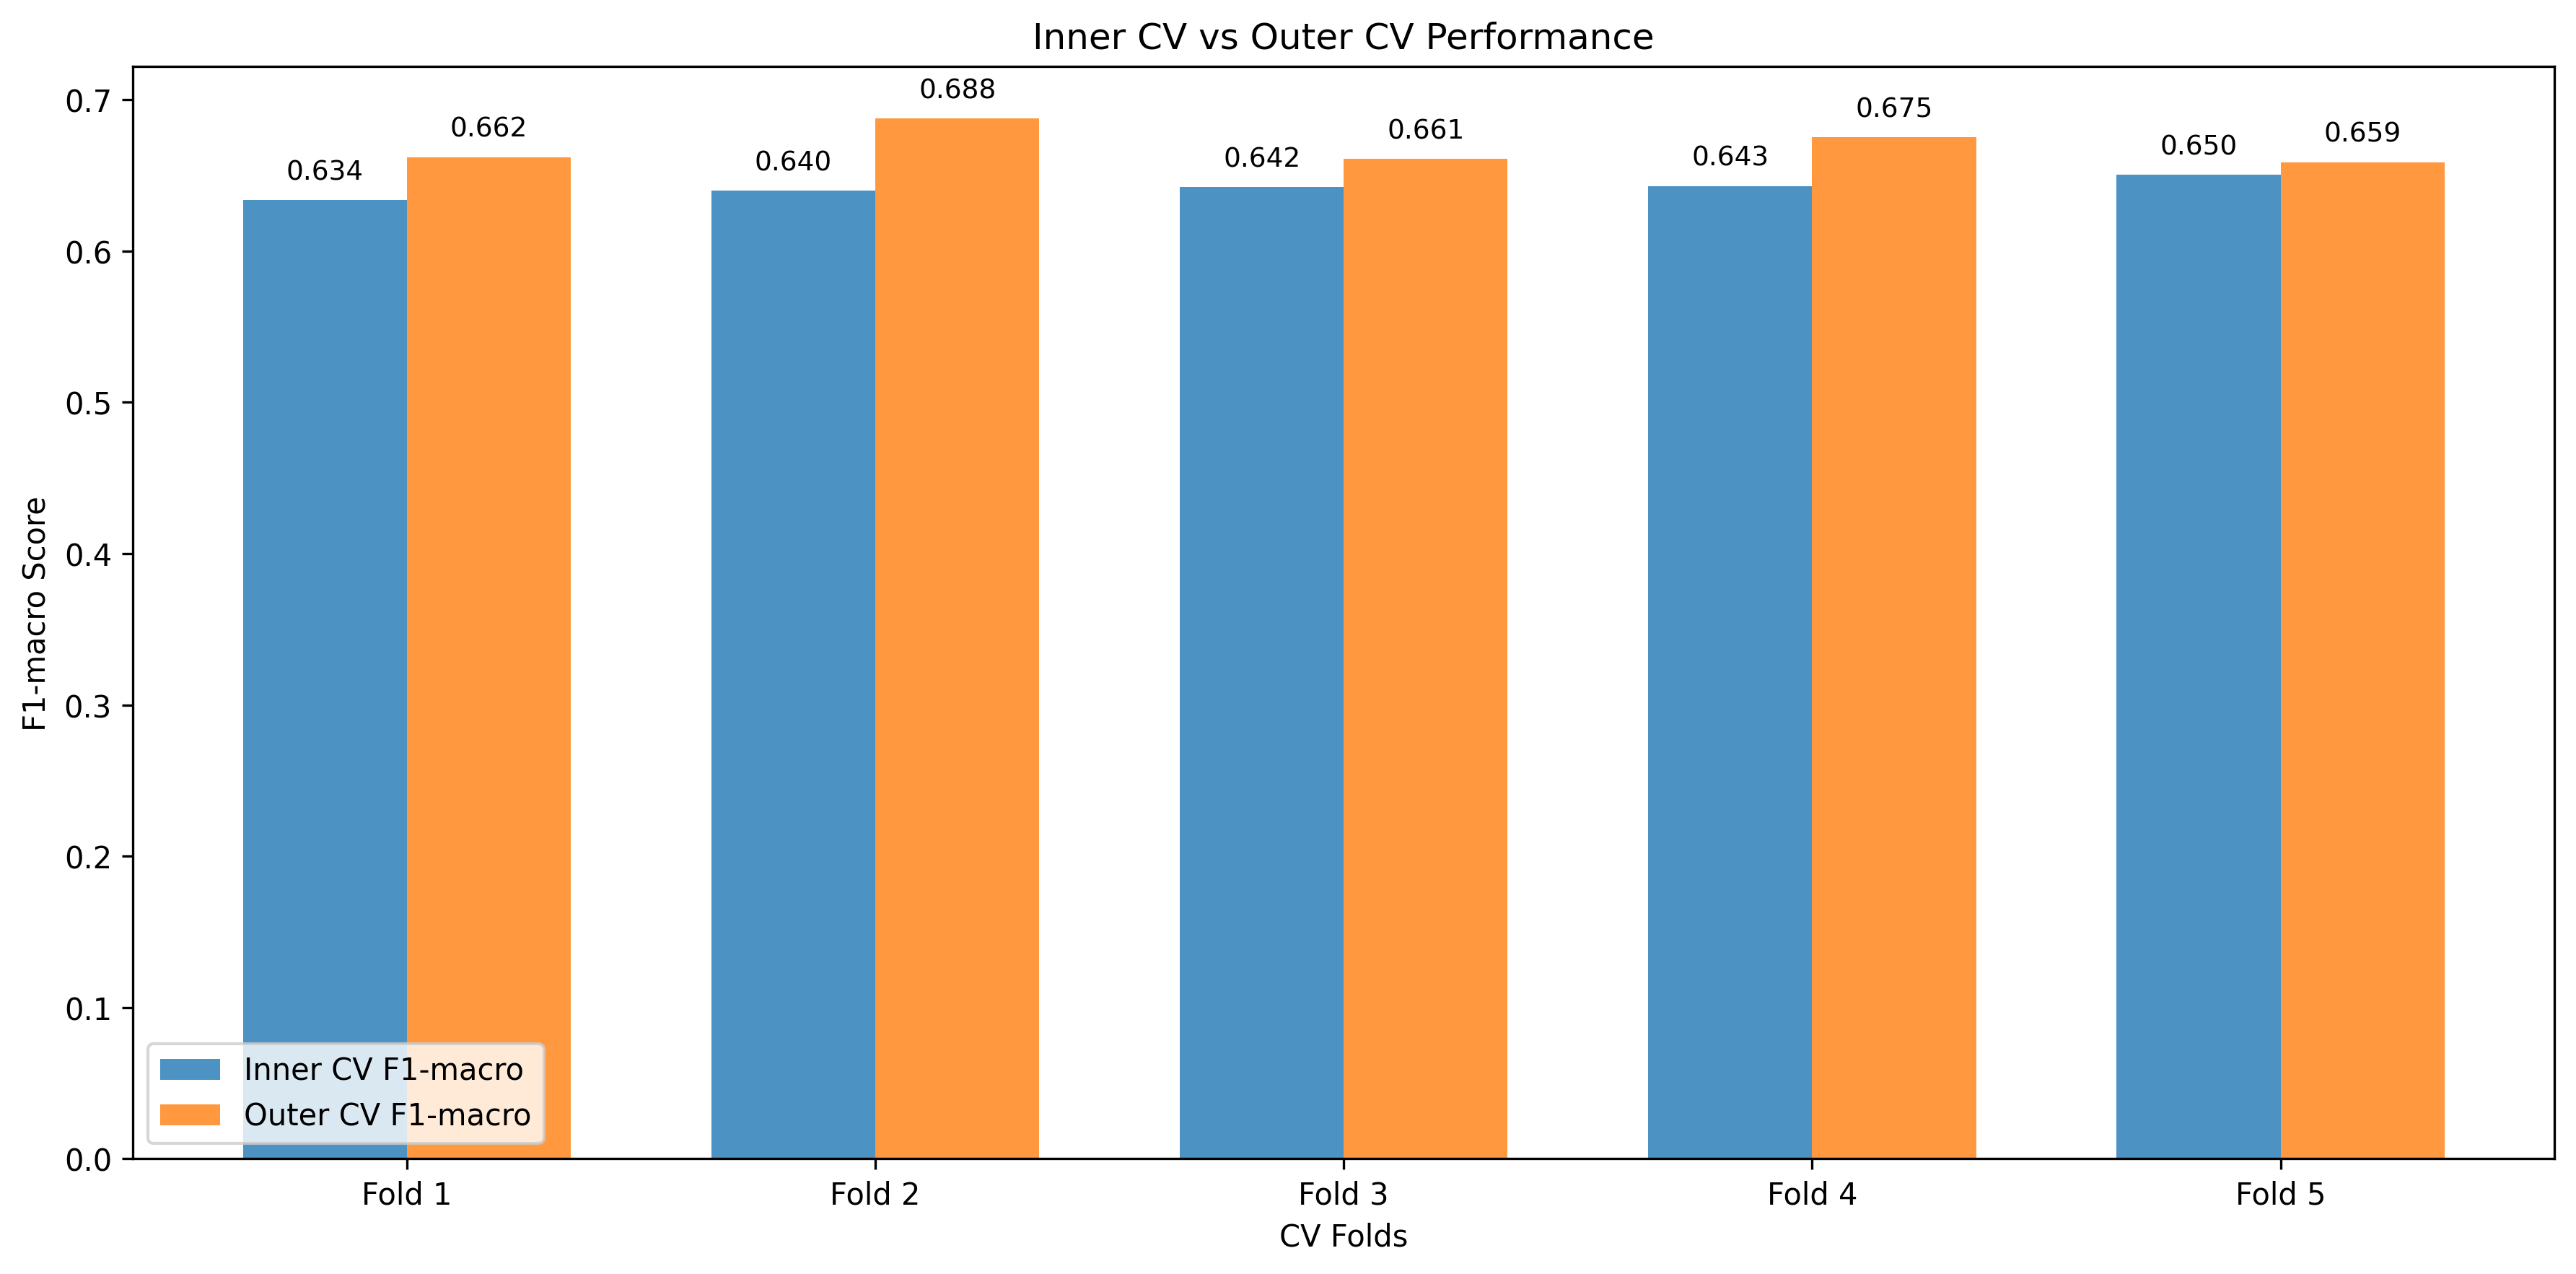 Inner CV vs Outer CV Performance
F1-macro Score
0.7
0.6
0.5
0.4
0.3
0.2
0.1
0.0
0.634
0.662
0.640
0.688
0.642
0.661
0.643
0.675
0.650
0.659
Inner CV F1-macro
Outer CV F1-macro
Fold 1
Fold 2
Fold 3
Fold 4
Fold 5
CV Folds